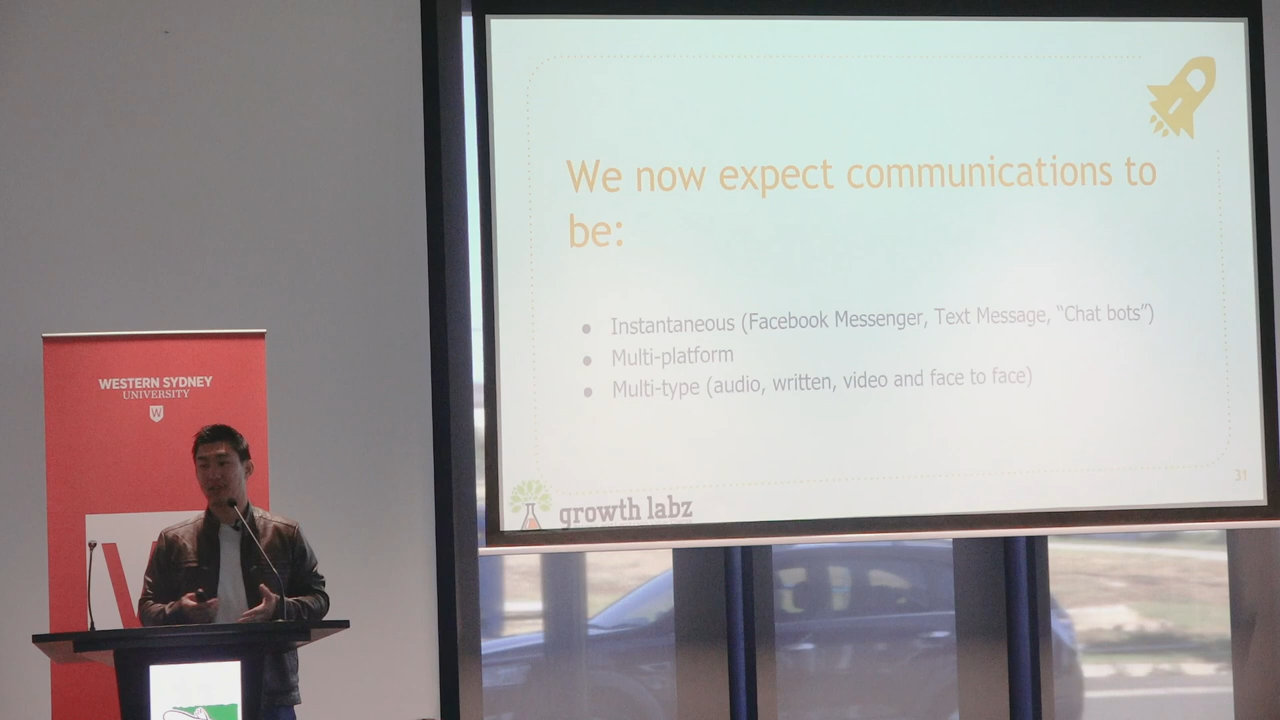 We now expect communications to
be:
● Instantaneous (Facebook Messenger, Text Message, “Chat bots”)
● Multi-platform
● Multi-type (audio, written, video and face to face)
31
growth labz
WESTERN SYDNEY
UNIVERSITY
W